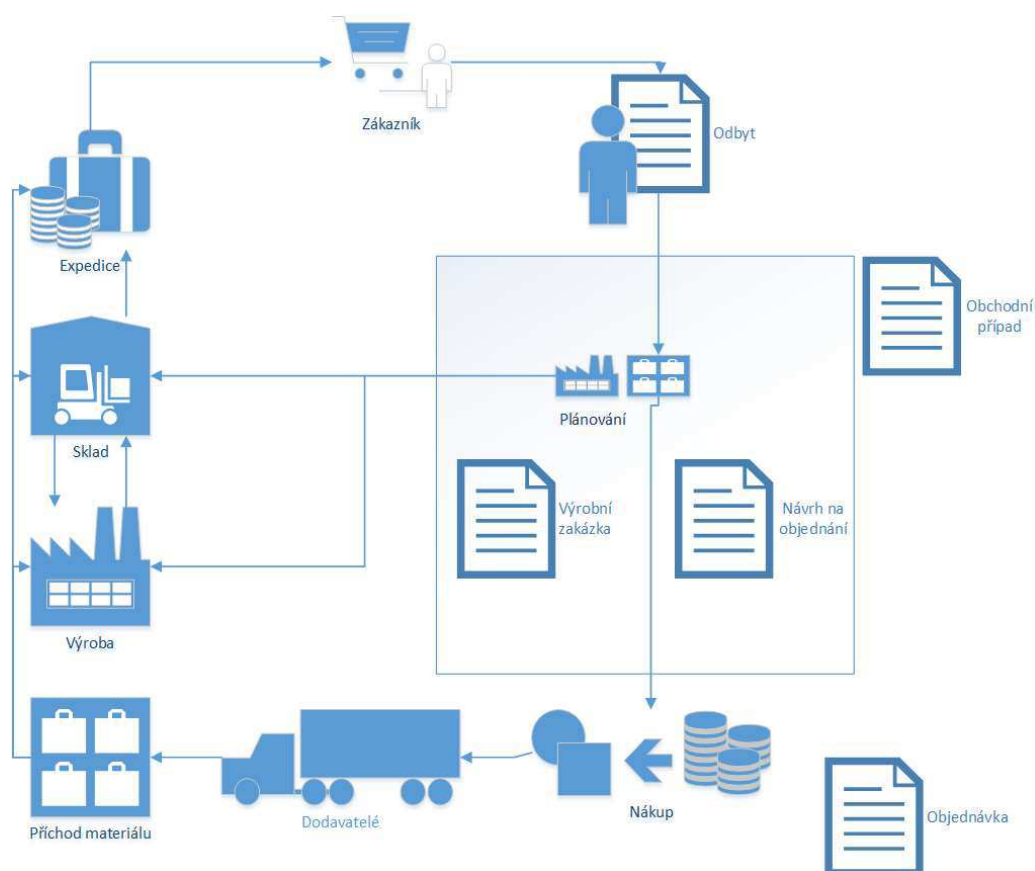 Zákazník
Odbyt
Expedice
Obchodní
případ
Sklad
Plánování
Výrobní
zakázka
Návrh na
objednání
Výroba
Příchod materiálu
Dodavatelé
Nákup
Objednávka